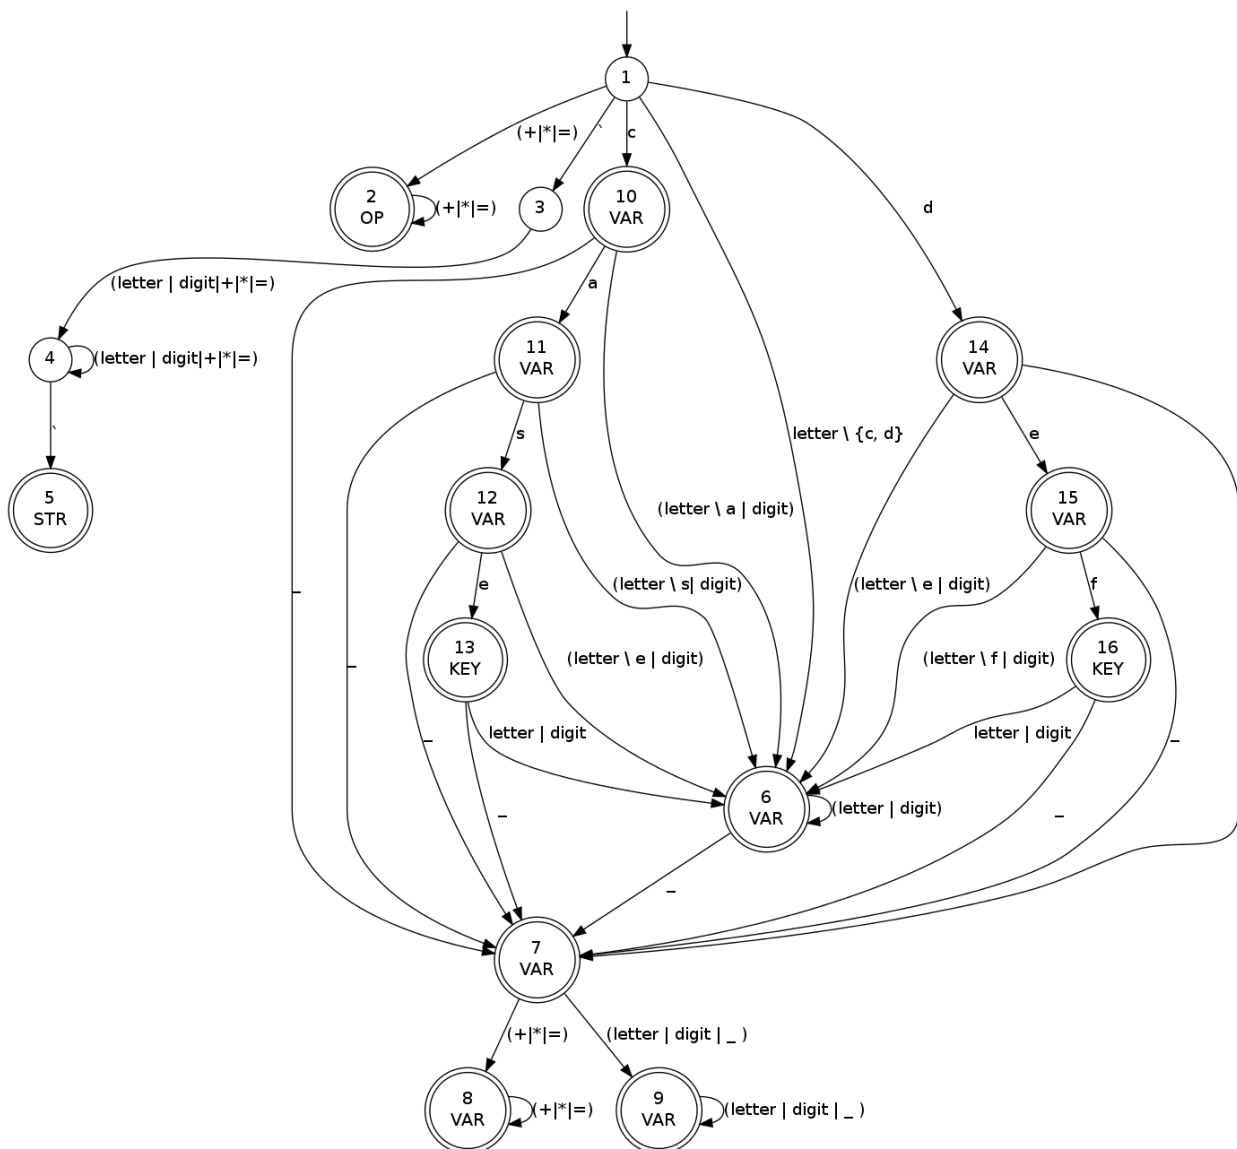 1
(+|*|=)
`
c
d
2
OP
(+|*|=)
3
10
VAR
(letter | digit|+|*|=)
a
4
(letter | digit|+|*|=)
11
VAR
14
VAR
`
s
(letter \ a | digit)
letter \ {c, d}
e
5
STR
12
VAR
15
VAR
_
e
(letter \ s| digit)
(letter \ e | digit)
f
_
13
KEY
(letter \ e | digit)
(letter \ f | digit)
16
KEY
_
letter | digit
letter | digit
_
_
6
VAR
(letter | digit)
_
_
7
VAR
(+|*|=)
(letter | digit | _ )
8
VAR
(+|*|=)
9
VAR
(letter | digit | _ )